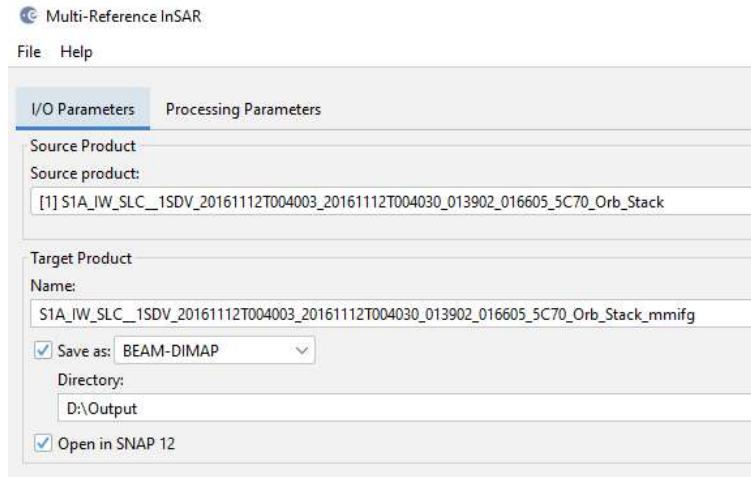 Multi-Reference InSAR
File Help
I/O Parameters Processing Parameters
Source Product
Source product:
[1] S1A_IW_SLC__1SDV_20161112T004003_20161112T004030_013902_016605_5C70_Orb_Stack
Target Product
Name:
S1A_IW_SLC__1SDV_20161112T004003_20161112T004030_013902_016605_5C70_Orb_Stack_mmifg
Save as: BEAM-DIMAP
Directory:
D:\Output
Open in SNAP 12